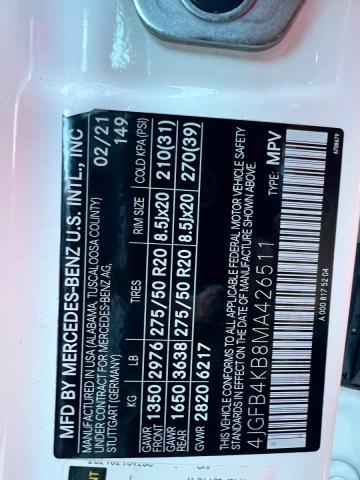 MFD BY MERCEDES-BENZ U.S. INT'L., INC
MANUFACTURED IN USA (ALABAMA, TUSCALOOSA COUNTY) 02/21
UNDER CONTRACT FOR MERCEDES-BENZ AG, 149
STUTTGART (GERMANY)
KG LB TIRES RIM SIZE COLD KPA (PSI)
GAWR 1350 2976 275/50 R20 8.5Jx20 210(31)
GAWR 1650 3638 275/50 R20 8.5Jx20 270(39)
GVWR 2820 6217
THIS VEHICLE CONFORMS TO ALL APPLICABLE FEDERAL MOTOR VEHICLE SAFETY
STANDARDS IN EFFECT ON THE DATE OF MANUFACTURE SHOWN ABOVE.
4JGFB4KB8MA426511 TYPE: MPV
A 000 817 52 04
6708679